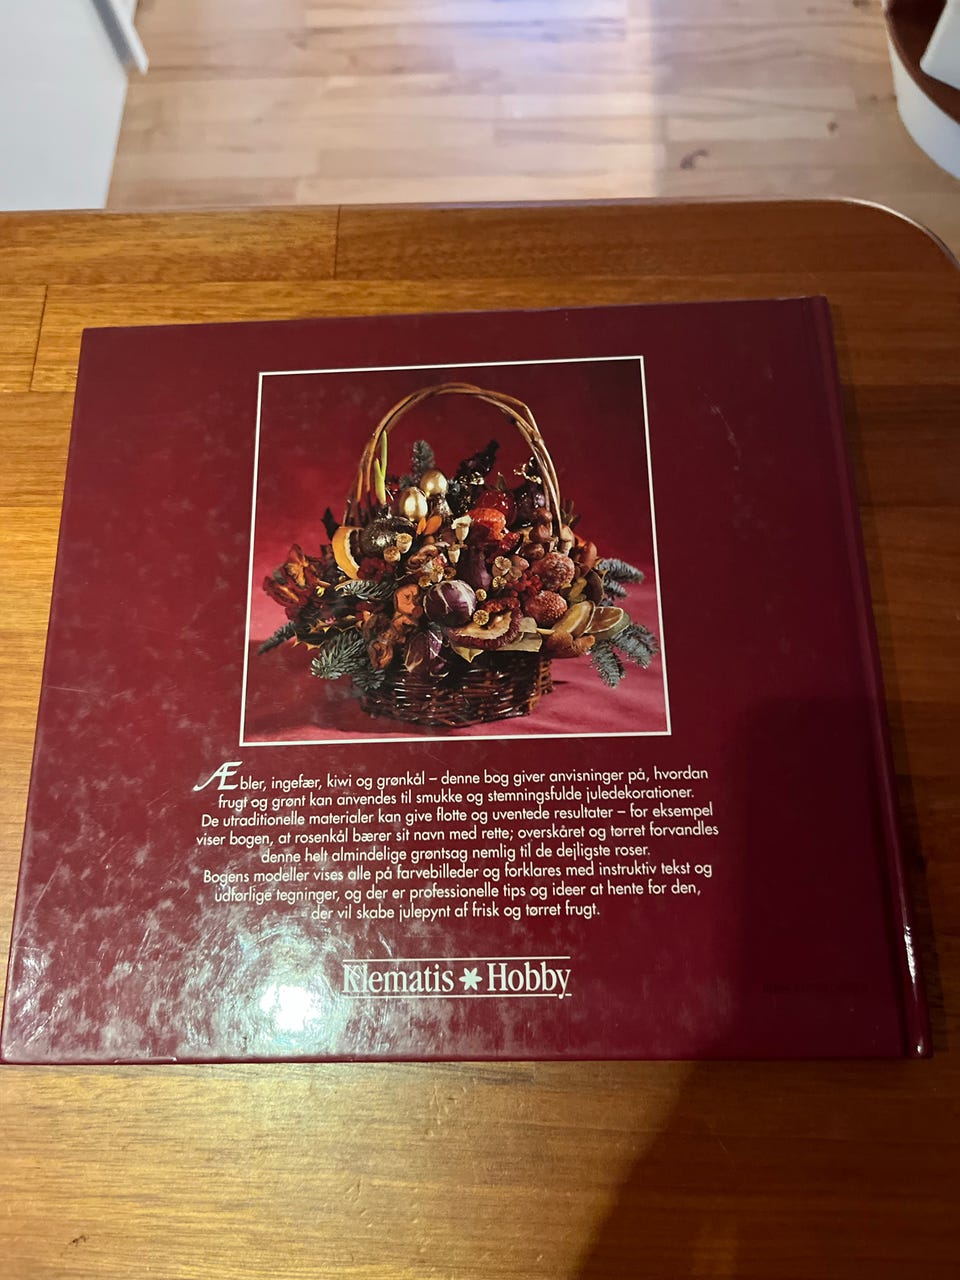 Æbler, ingefær, kiwi og grønkål – denne bog giver anvisninger på, hvordan
frugt og grønt kan anvendes til smukke og stemningsfulde juledekorationer.
De utraditionelle materialer kan give flotte og uventede resultater – for eksempel
viser bogen, at rosenkål bærer sit navn med rette; overskåret og tørret forvandles
denne helt almindelige grøntsag nemlig til de dejligste roser.
Bogens modeller vises alle på farvebilleder og forklares med instruktiv tekst og
udførlige tegninger, og der er professionelle tips og ideer at hente for den,
der vil skabe julepynt af frisk og tørret frugt.
Klematis * Hobby